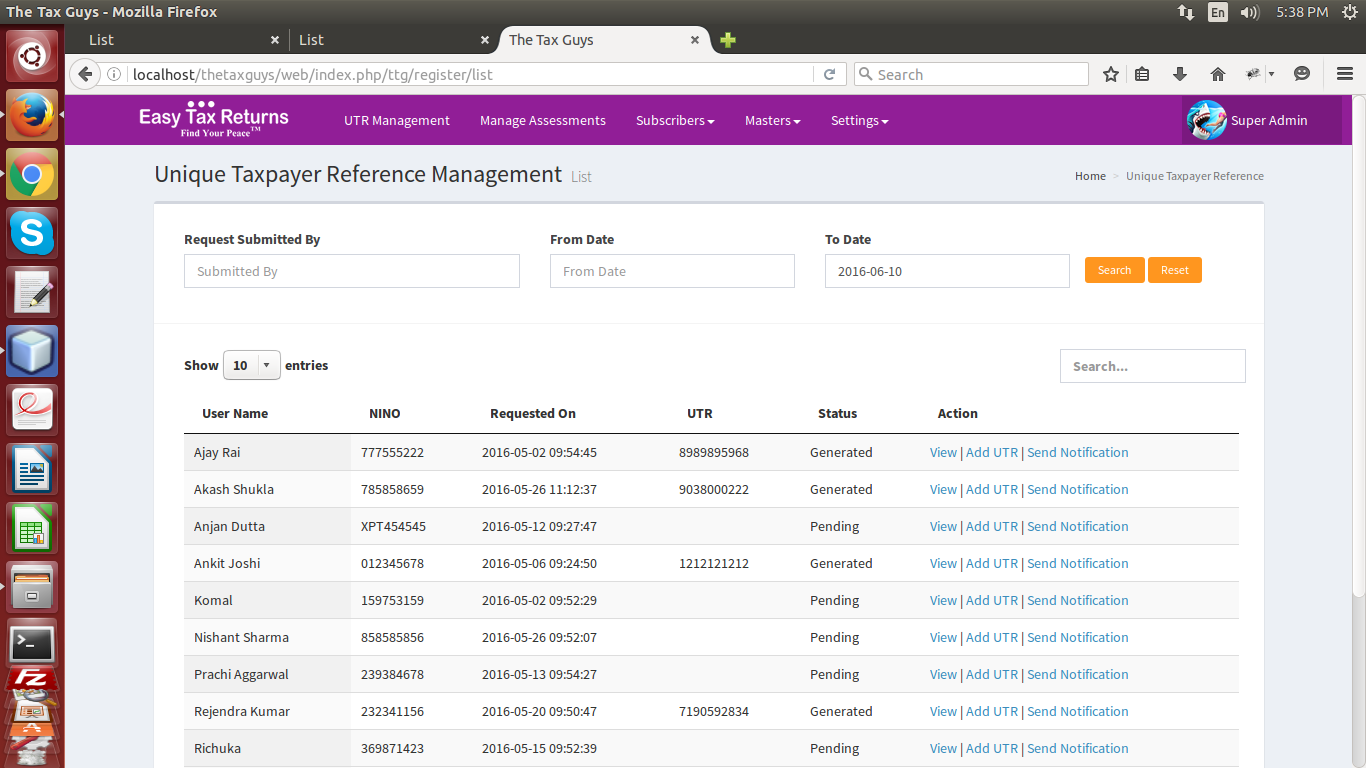 The Tax Guys - Mozilla Firefox En 5:38 PM
List List The Tax Guys
localhost/thetaxguys/web/index.php/ttg/register/list Search
Easy Tax Returns
Find Your Peace™
UTR Management Manage Assessments Subscribers Masters Settings Super Admin
Unique Taxpayer Reference Management List Home > Unique Taxpayer Reference
Request Submitted By From Date To Date
Submitted By From Date 2016-06-10 Search Reset
Show 10 entries Search...
User Name NINO Requested On UTR Status Action
Ajay Rai 777555222 2016-05-02 09:54:45 8989895968 Generated View | Add UTR | Send Notification
Akash Shukla 785858659 2016-05-26 11:12:37 9038000222 Generated View | Add UTR | Send Notification
Anjan Dutta XPT454545 2016-05-12 09:27:47 Pending View | Add UTR | Send Notification
Ankit Joshi 012345678 2016-05-06 09:24:50 1212121212 Generated View | Add UTR | Send Notification
Komal 159753159 2016-05-02 09:52:29 Pending View | Add UTR | Send Notification
Nishant Sharma 858585856 2016-05-26 09:52:07 Pending View | Add UTR | Send Notification
Prachi Aggarwal 239384678 2016-05-13 09:54:27 Pending View | Add UTR | Send Notification
Rejendra Kumar 232341156 2016-05-20 09:50:47 7190592834 Generated View | Add UTR | Send Notification
Richuka 369871423 2016-05-15 09:52:39 Pending View | Add UTR | Send Notification